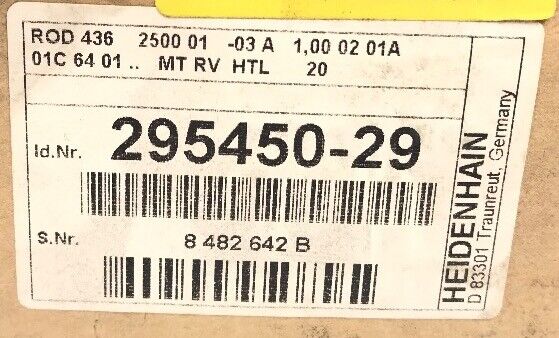 ROD 436 2500 01 -03 A 1,00 02 01A
01C 64 01 .. MT RV HTL 20
Id.Nr. 295450-29
S.Nr. 8 482 642 B
HEIDENHAIN
D 83301 Traunreut, Germany